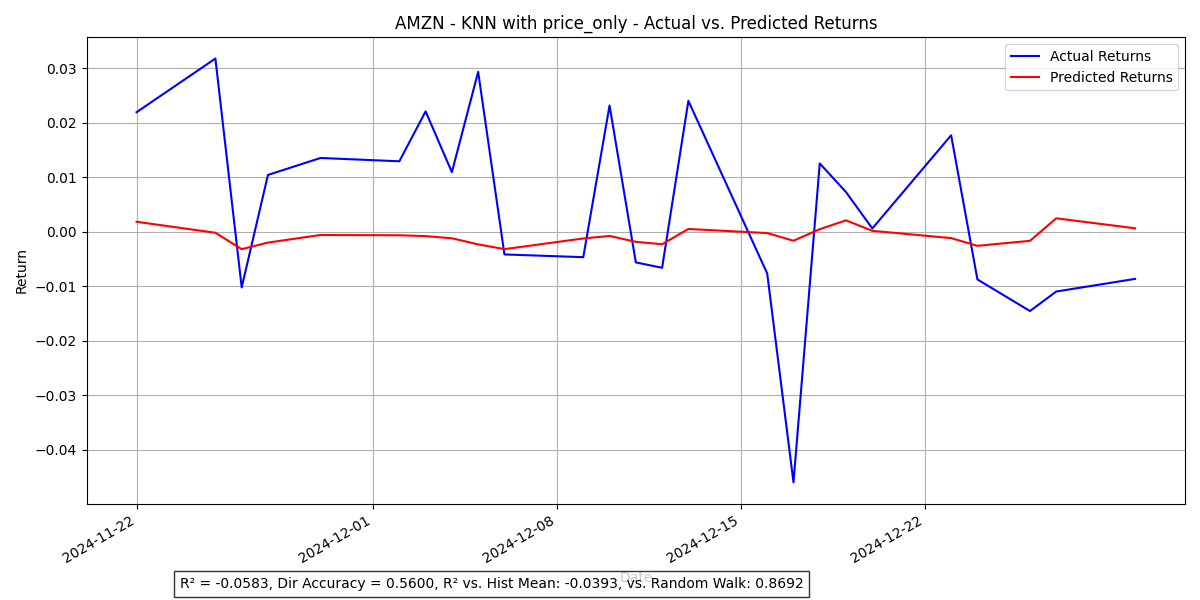 AMZN - KNN with price_only - Actual vs. Predicted Returns
Actual Returns
Predicted Returns
0.03
0.02
0.01
0.00
−0.01
−0.02
−0.03
−0.04
Return
2024-11-22
2024-12-01
2024-12-08
2024-12-15
2024-12-22
Date
R² = -0.0583, Dir Accuracy = 0.5600, R² vs. Hist Mean: -0.0393, vs. Random Walk: 0.8692